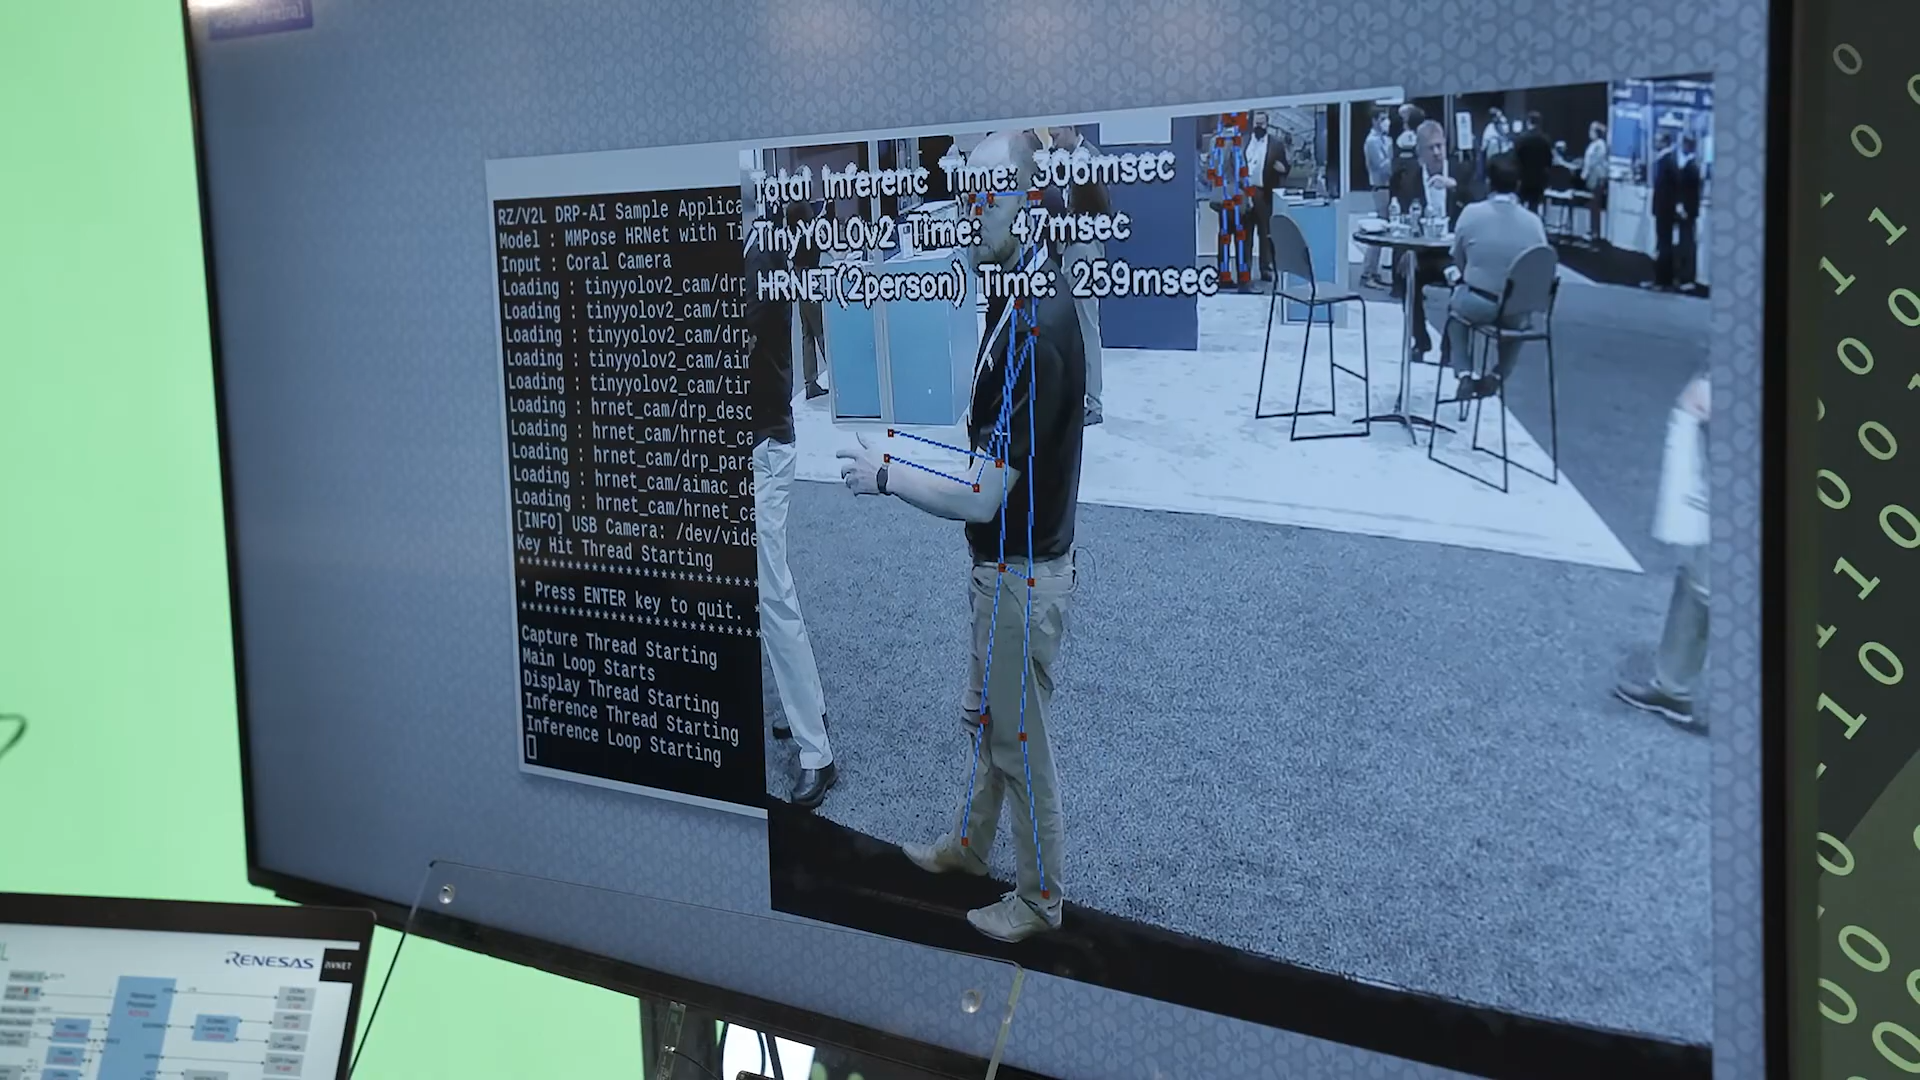 RZ/V2L DRP-AI Sample Applica
Model : MMPose HRNet with Ti
Input : Coral Camera
Loading : tinyyolov2_cam/drp
Loading : tinyyolov2_cam/tin
Loading : tinyyolov2_cam/drp
Loading : tinyyolov2_cam/aim
Loading : tinyyolov2_cam/tin
Loading : hrnet_cam/drp_desc
Loading : hrnet_cam/hrnet_ca
Loading : hrnet_cam/drp_para
Loading : hrnet_cam/aimac_de
Loading : hrnet_cam/hrnet_ca
[INFO] USB Camera: /dev/vide
Key Hit Thread Starting
****************************
* Press ENTER key to quit. *
****************************
Capture Thread Starting
Main Loop Starts
Display Thread Starting
Inference Thread Starting
Inference Loop Starting
Total Inferenc Time: 306msec
TinyYOLOv2 Time: 47msec
HRNET(2person) Time: 259msec
RENESAS